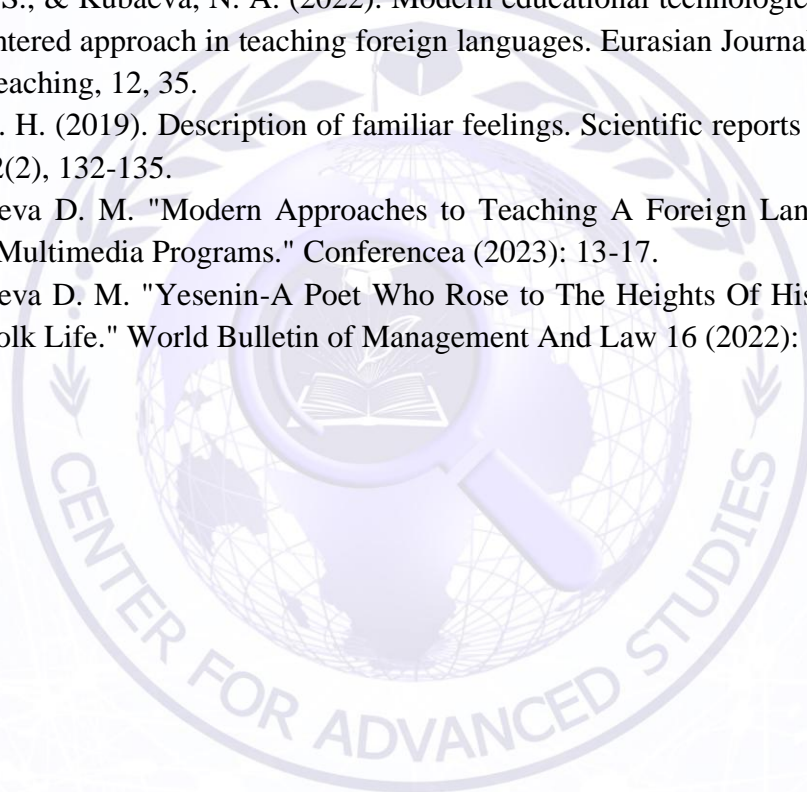 S., & Kubaeva, N. A. (2022). Modern educational technologic
ntered approach in teaching foreign languages. Eurasian Journal
eaching, 12, 35.
. H. (2019). Description of familiar feelings. Scientific reports
2(2), 132-135.
eva D. M. "Modern Approaches to Teaching A Foreign Lan
Multimedia Programs." Conferencea (2023): 13-17.
eva D. M. "Yesenin-A Poet Who Rose to The Heights Of His
olk Life." World Bulletin of Management And Law 16 (2022):
CENTER FOR ADVANCED STUDIES